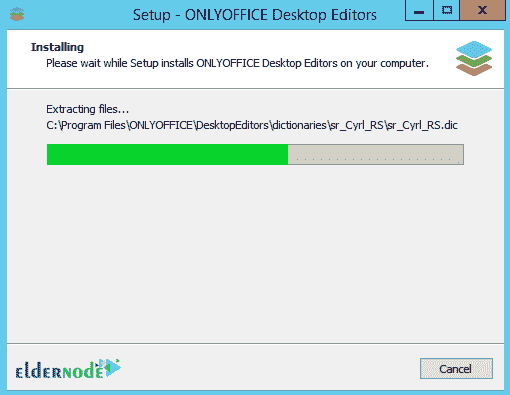 Setup - ONLYOFFICE Desktop Editors
Installing
Please wait while Setup installs ONLYOFFICE Desktop Editors on your computer.
Extracting files...
C:\Program Files\ONLYOFFICE\DesktopEditors\dictionaries\sr_Cyrl_RS\sr_Cyrl_RS.dic
eldernode
Cancel